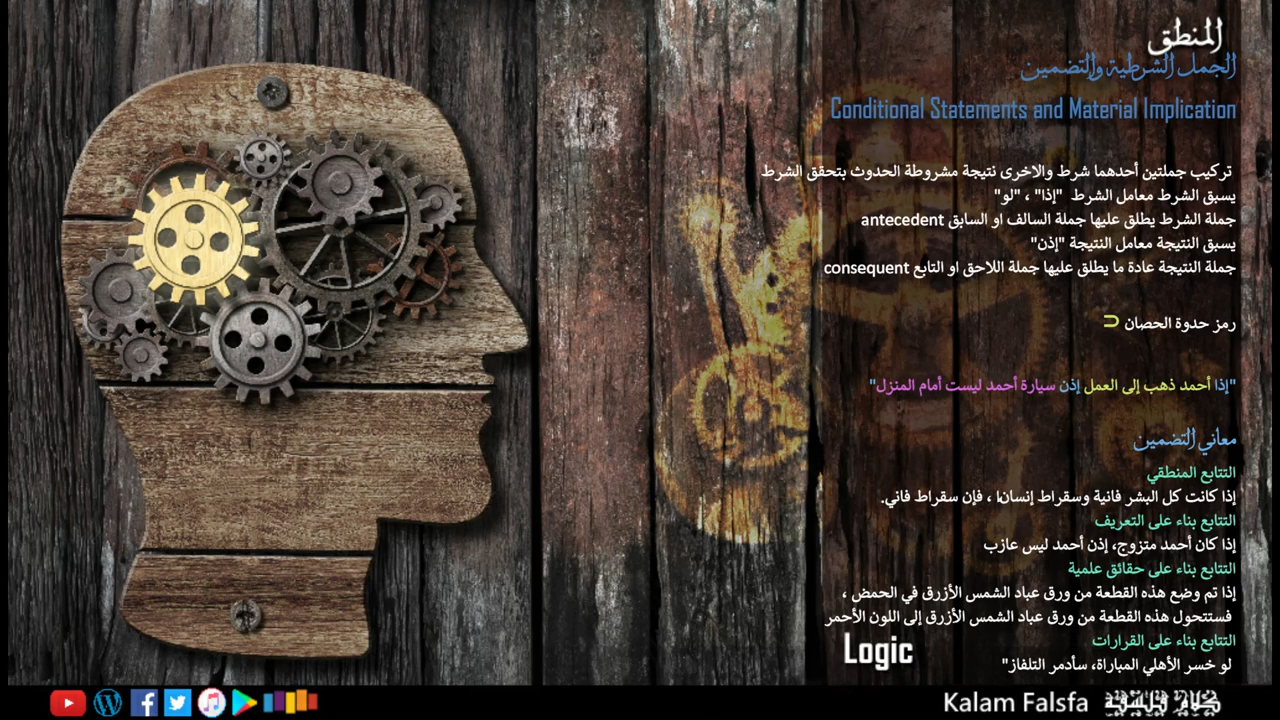 المنطق
الجمل الشرطية والتضمين
Conditional Statements and Material Implication
تركيب جملتين أحدهما شرط والاخرى نتيجة مشروطة الحدوث بتحقق الشرط
يسبق الشرط معامل الشرط "إذا" ، "لو"
جملة الشرط يطلق عليها جملة السالف او السابق antecedent
يسبق النتيجة معامل النتيجة "إذن"
جملة النتيجة عادة ما يطلق عليها جملة اللاحق او التابع consequent
رمز حدوة الحصان ⊃
"إذا أحمد ذهب إلى العمل إذن سيارة أحمد ليست أمام المنزل"
معاني التضمين
التتابع المنطقي
إذا كانت كل البشر فانية وسقراط إنسانا ، فإن سقراط فاني.
التتابع بناء على التعريف
إذا كان أحمد متزوج، إذن أحمد ليس عازب
التتابع بناء على حقائق علمية
إذا تم وضع هذه القطعة من ورق عباد الشمس الأزرق في الحمض ،
فستتحول هذه القطعة من ورق عباد الشمس الأزرق إلى اللون الأحمر
التتابع بناء على القرارات
لو خسر الأهلي المباراة، سأدمر التلفاز"
Logic
Kalam Falsfa كلام فلسفة